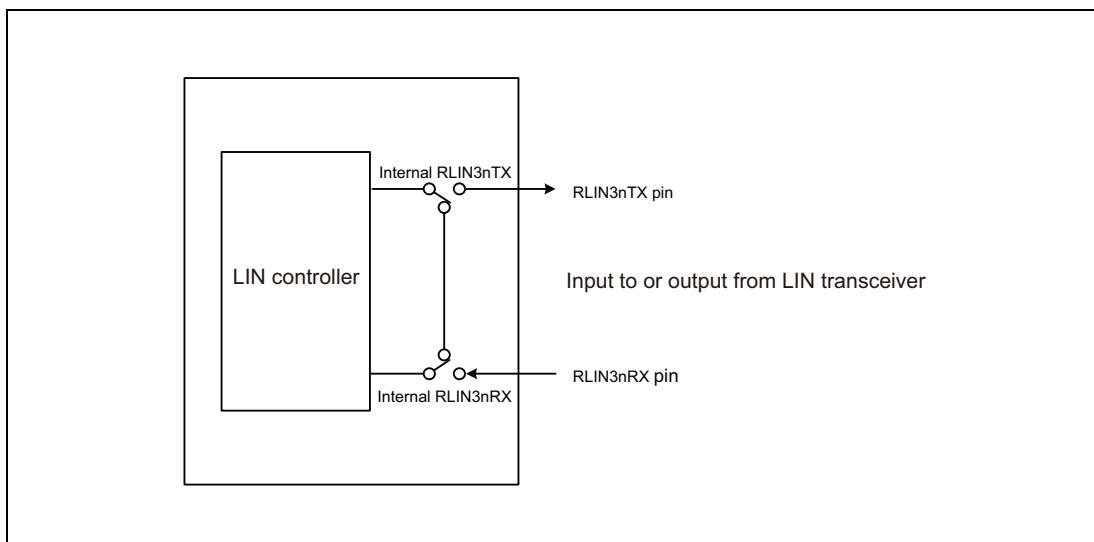 Internal RLIN3nTX
RLIN3nTX pin
LIN controller
Input to or output from LIN transceiver
RLIN3nRX pin
Internal RLIN3nRX